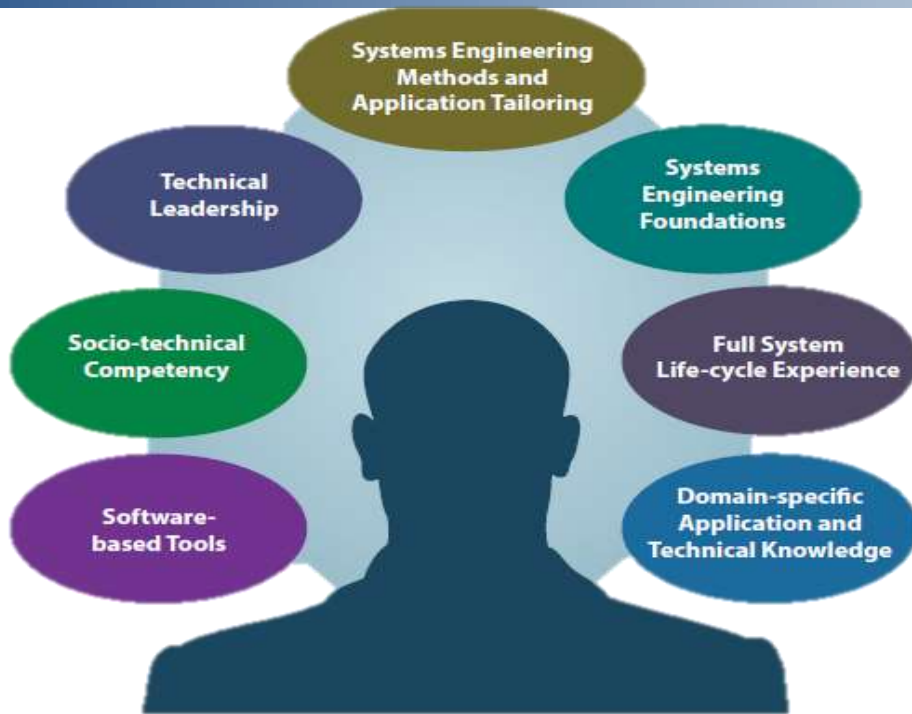 Systems Engineering
Methods and
Application Tailoring
Technical
Leadership
Systems
Engineering
Foundations
Socio-technical
Competency
Full System
Life-cycle Experience
Software-
based Tools
Domain-specific
Application and
Technical Knowledge